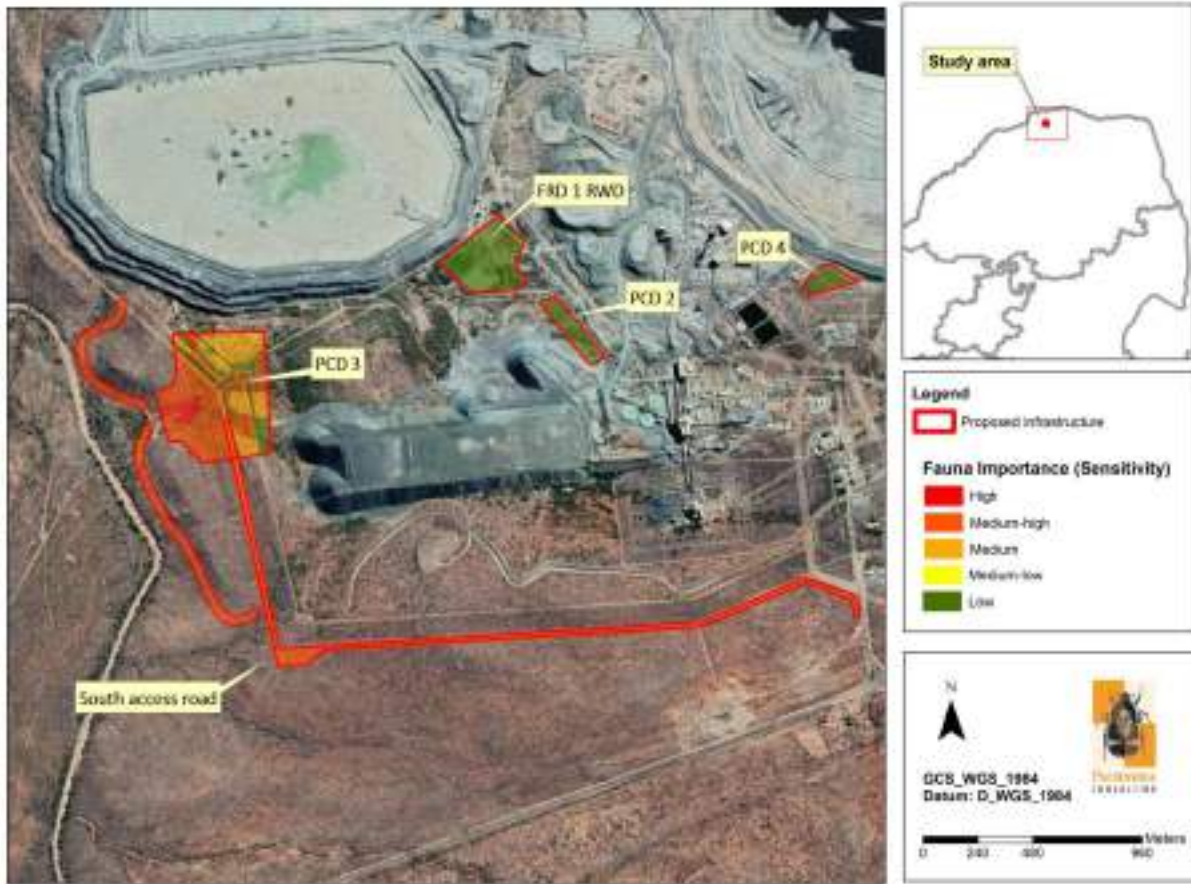 FRD 1 RWD
PCD 4
PCD 2
PCD 3
South access road
Study area
Legend
Proposed infrastructure
Fauna Importance (Sensitivity)
High
Medium-high
Medium
Medium-low
Low
N
GCS_WGS_1984
Datum: D_WGS_1984
CONSULTING
Meters
0 240 480 960